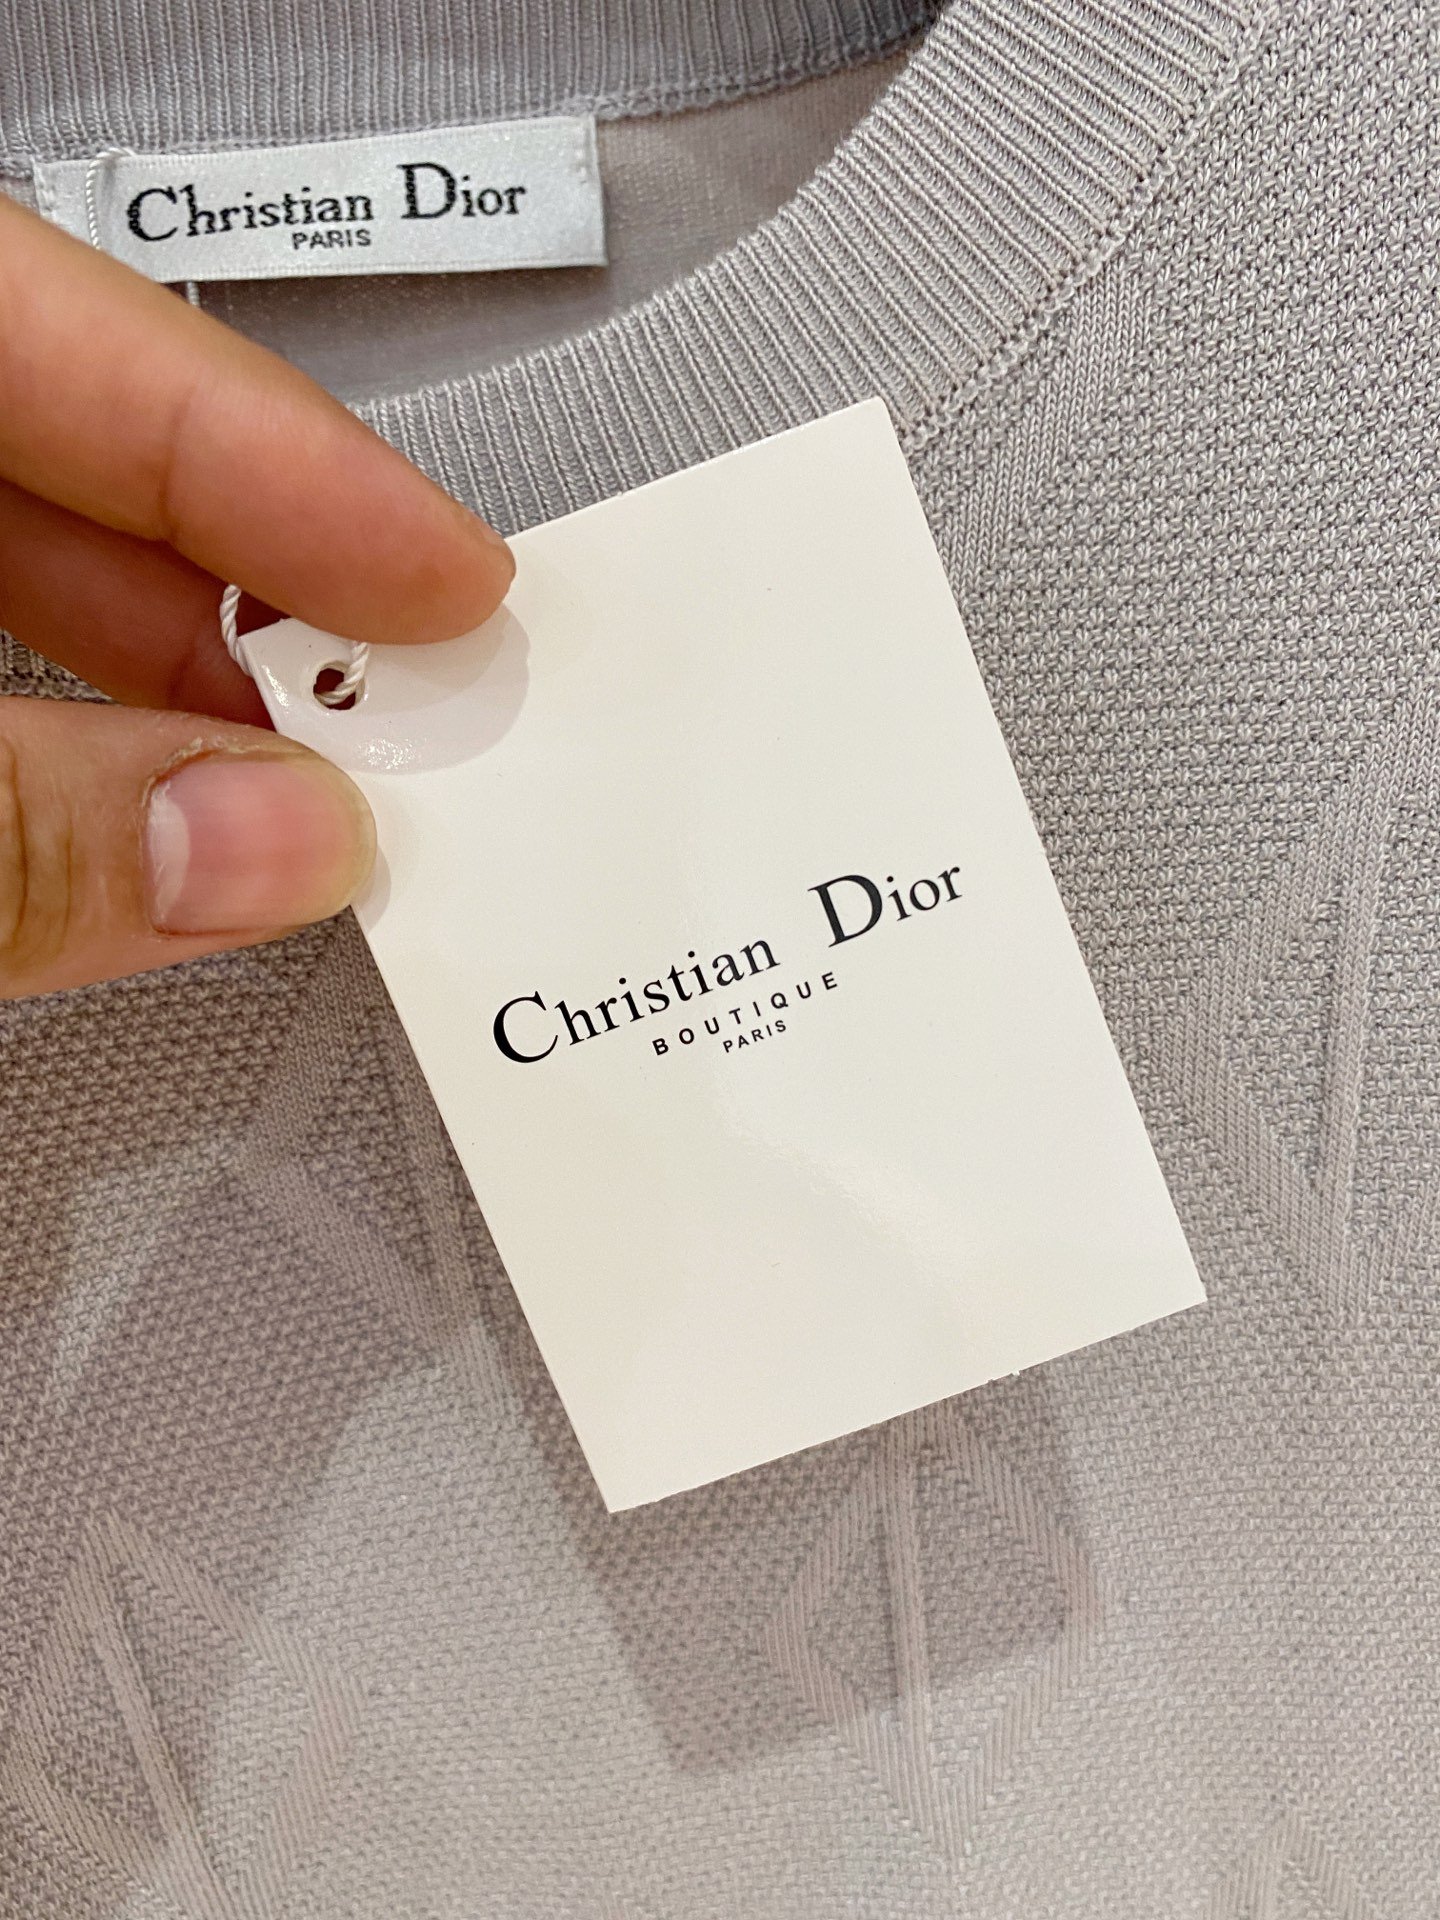 Christian Dior
PARIS
Christian Dior
BOUTIQUE
PARIS